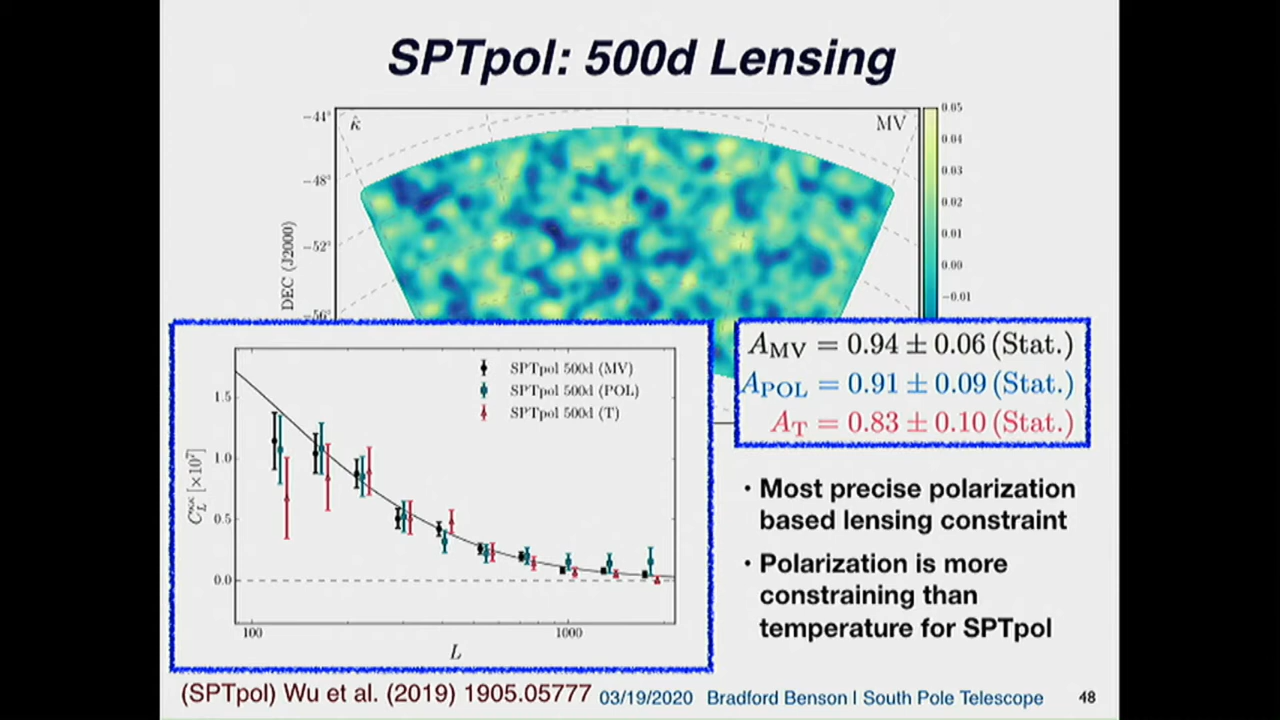 SPTpol: 500d Lensing
κ̂
MV
−44°
−48°
−52°
−56°
DEC (J2000)
0.05
0.04
0.03
0.02
0.01
0.00
−0.01
SPTpol 500d (MV)
SPTpol 500d (POL)
SPTpol 500d (T)
1.5
1.0
0.5
0.0
C_L^{κκ} [×10^7]
100
1000
L
A_MV = 0.94 ± 0.06 (Stat.)
A_POL = 0.91 ± 0.09 (Stat.)
A_T = 0.83 ± 0.10 (Stat.)
· Most precise polarization
based lensing constraint
· Polarization is more
constraining than
temperature for SPTpol
(SPTpol) Wu et al. (2019) 1905.05777
03/19/2020 Bradford Benson | South Pole Telescope
48